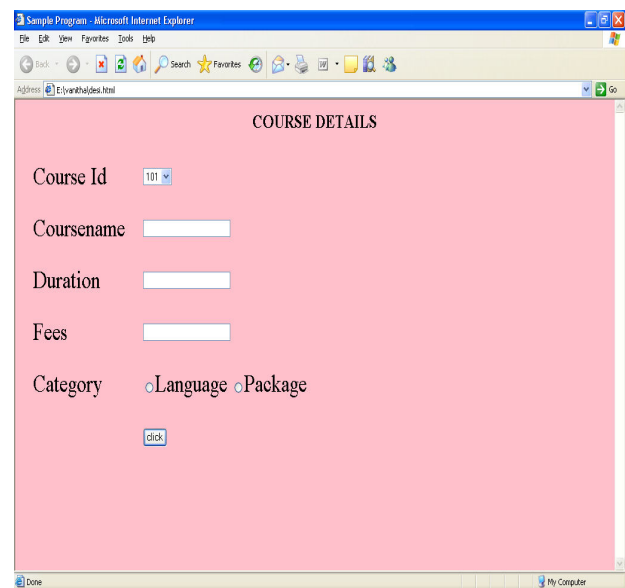 Sample Program - Microsoft Internet Explorer
File Edit View Favorites Tools Help
Back Search Favorites
Address E:\vanitha\desi.html Go
COURSE DETAILS
Course Id 101
Coursename
Duration
Fees
Category Language Package
click
Done My Computer